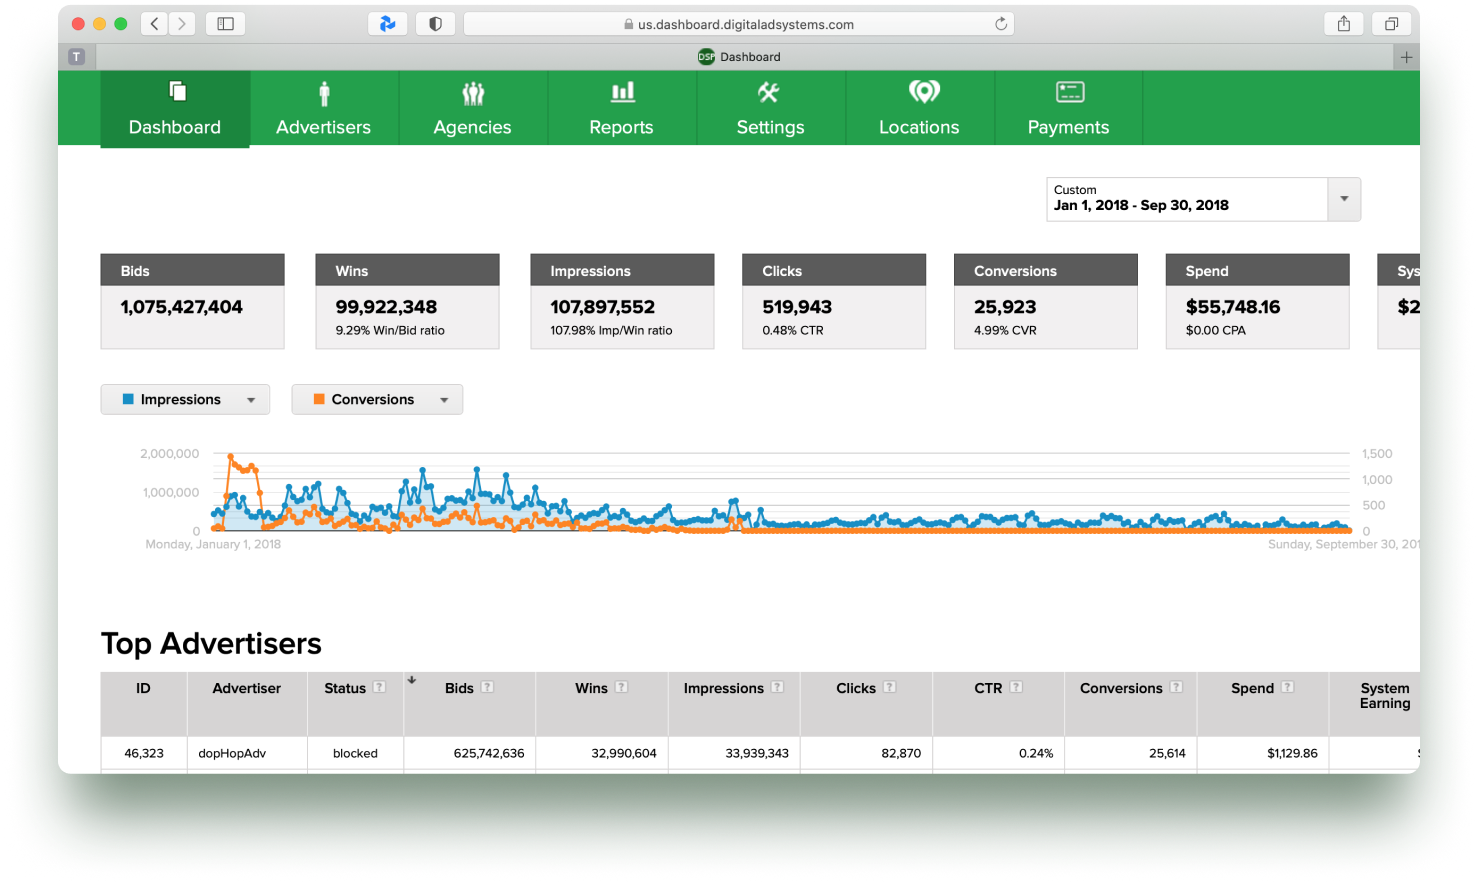 us.dashboard.digitaladsystems.com
T
DSP Dashboard
Dashboard
Advertisers
Agencies
Reports
Settings
Locations
Payments
Custom
Jan 1, 2018 - Sep 30, 2018
Bids
1,075,427,404
Wins
99,922,348
9.29% Win/Bid ratio
Impressions
107,897,552
107.98% Imp/Win ratio
Clicks
519,943
0.48% CTR
Conversions
25,923
4.99% CVR
Spend
$55,748.16
$0.00 CPA
Sys
$2
Impressions
Conversions
2,000,000
1,000,000
0
1,500
1,000
500
0
Monday, January 1, 2018
Sunday, September 30, 201
Top Advertisers
ID
Advertiser
Status ?
Bids ?
Wins ?
Impressions ?
Clicks ?
CTR ?
Conversions ?
Spend ?
System
Earning
46,323
dopHopAdv
blocked
625,742,636
32,990,604
33,939,343
82,870
0.24%
25,614
$1,129.86